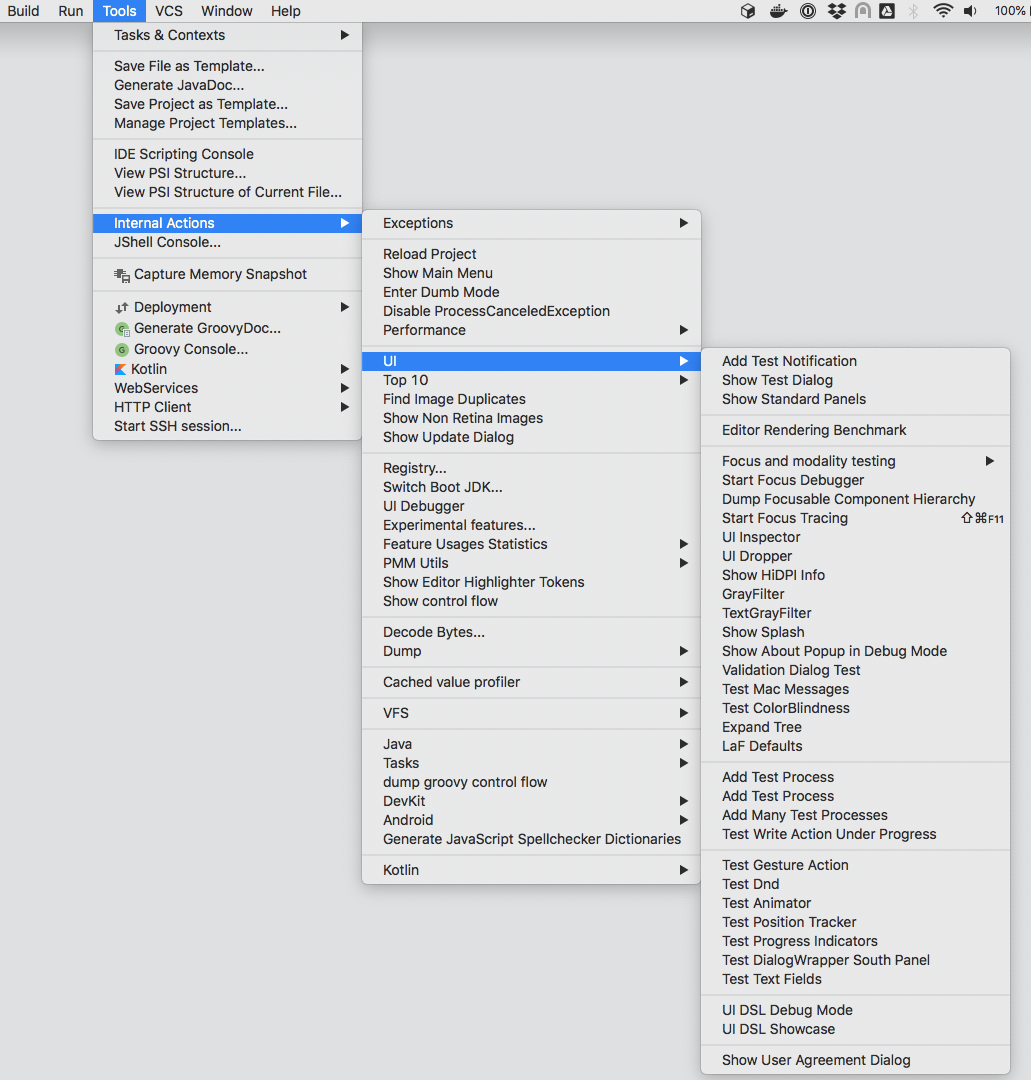 Build Run Tools VCS Window Help 100%
Tasks & Contexts
Save File as Template...
Generate JavaDoc...
Save Project as Template...
Manage Project Templates...
IDE Scripting Console
View PSI Structure...
View PSI Structure of Current File...
Internal Actions
JShell Console...
Capture Memory Snapshot
Deployment
Generate GroovyDoc...
Groovy Console...
Kotlin
WebServices
HTTP Client
Start SSH session...
Exceptions
Reload Project
Show Main Menu
Enter Dumb Mode
Disable ProcessCanceledException
Performance
UI
Top 10
Find Image Duplicates
Show Non Retina Images
Show Update Dialog
Registry...
Switch Boot JDK...
UI Debugger
Experimental features...
Feature Usages Statistics
PMM Utils
Show Editor Highlighter Tokens
Show control flow
Decode Bytes...
Dump
Cached value profiler
VFS
Java
Tasks
dump groovy control flow
DevKit
Android
Generate JavaScript Spellchecker Dictionaries
Kotlin
Add Test Notification
Show Test Dialog
Show Standard Panels
Editor Rendering Benchmark
Focus and modality testing
Start Focus Debugger
Dump Focusable Component Hierarchy
Start Focus Tracing ⇧⌘F11
UI Inspector
UI Dropper
Show HiDPI Info
GrayFilter
TextGrayFilter
Show Splash
Show About Popup in Debug Mode
Validation Dialog Test
Test Mac Messages
Test ColorBlindness
Expand Tree
LaF Defaults
Add Test Process
Add Test Process
Add Many Test Processes
Test Write Action Under Progress
Test Gesture Action
Test Dnd
Test Animator
Test Position Tracker
Test Progress Indicators
Test DialogWrapper South Panel
Test Text Fields
UI DSL Debug Mode
UI DSL Showcase
Show User Agreement Dialog